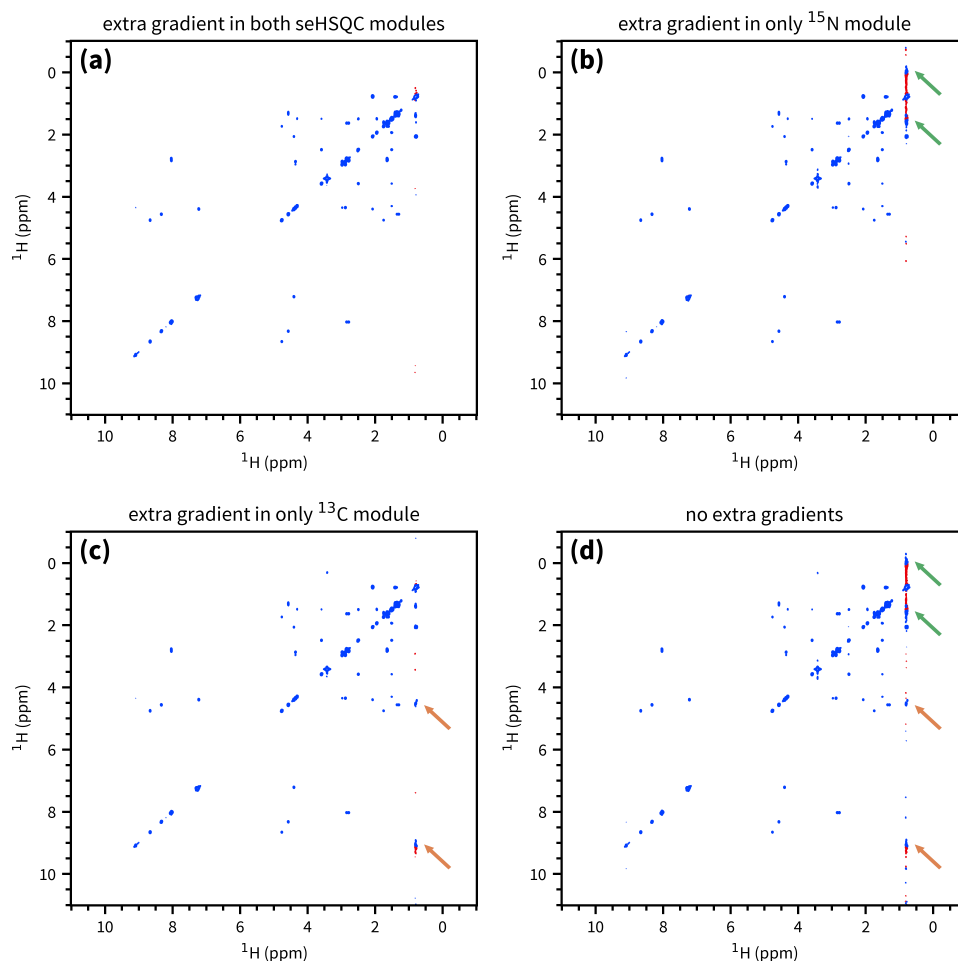 extra gradient in both seHSQC modules
(a)
0
2
4
6
8
10
¹H (ppm)
10 8 6 4 2 0
¹H (ppm)
extra gradient in only ¹⁵N module
(b)
0
2
4
6
8
10
¹H (ppm)
10 8 6 4 2 0
¹H (ppm)
extra gradient in only ¹³C module
(c)
0
2
4
6
8
10
¹H (ppm)
10 8 6 4 2 0
¹H (ppm)
no extra gradients
(d)
0
2
4
6
8
10
¹H (ppm)
10 8 6 4 2 0
¹H (ppm)